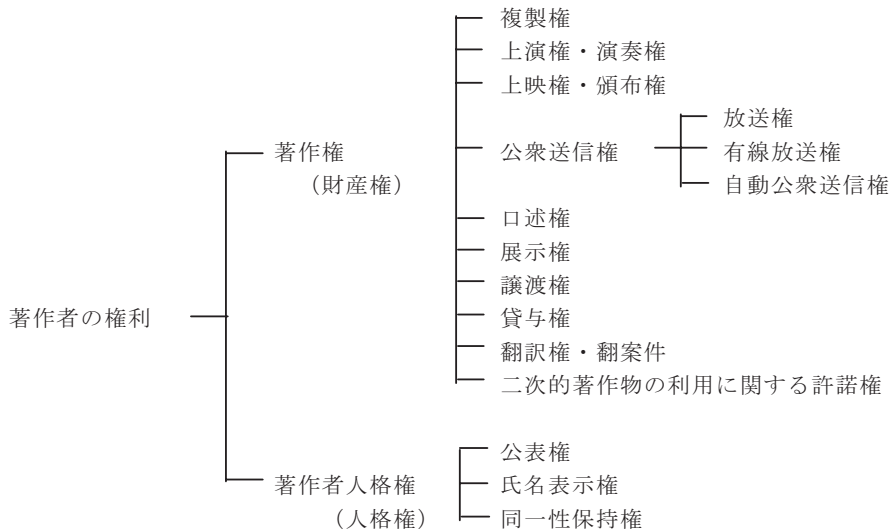 複製権
上演権・演奏権
上映権・頒布権
放送権
著作権
公衆送信権
有線放送権
（財産権）
自動公衆送信権
口述権
展示権
譲渡権
著作者の権利
貸与権
翻訳権・翻案件
二次的著作物の利用に関する許諾権
公表権
著作者人格権
氏名表示権
（人格権）
同一性保持権